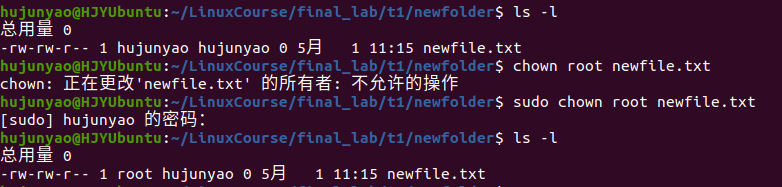 hujunyao@HJYUbuntu:~/LinuxCourse/final_lab/t1/newfolder$ ls -l
总用量 0
-rw-rw-r-- 1 hujunyao hujunyao 0 5月   1 11:15 newfile.txt
hujunyao@HJYUbuntu:~/LinuxCourse/final_lab/t1/newfolder$ chown root newfile.txt
chown: 正在更改'newfile.txt' 的所有者: 不允许的操作
hujunyao@HJYUbuntu:~/LinuxCourse/final_lab/t1/newfolder$ sudo chown root newfile.txt
[sudo] hujunyao 的密码：
hujunyao@HJYUbuntu:~/LinuxCourse/final_lab/t1/newfolder$ ls -l
总用量 0
-rw-rw-r-- 1 root hujunyao 0 5月   1 11:15 newfile.txt